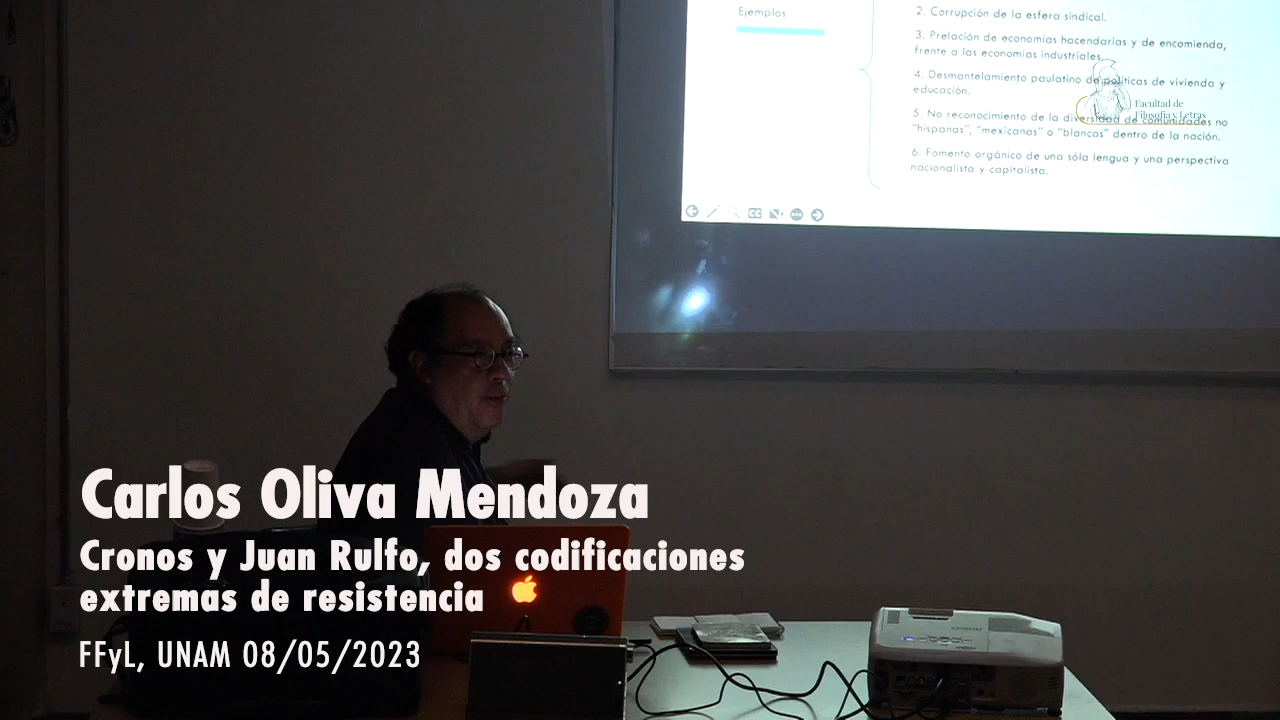 Ejemplos
2. Corrupción de la esfera sindical.
3. Prelación de economías hacendarias y de encomienda,
frente a las economías industriales.
4. Desmantelamiento paulatino de políticas de vivienda y
educación.
5. No reconocimiento de la diversidad de comunidades no
"hispanas", "mexicanas" o "blancas" dentro de la nación.
6. Fomento orgánico de una sóla lengua y una perspectiva
nacionalista y capitalista.
Facultad de
Filosofía y Letras
CC
Carlos Oliva Mendoza
Cronos y Juan Rulfo, dos codificaciones
extremas de resistencia
FFyL, UNAM 08/05/2023